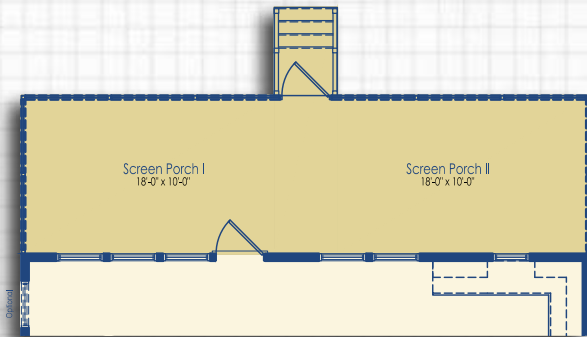 Screen Porch I
18'-0" x 10'-0"
Screen Porch II
18'-0" x 10'-0"
Optional